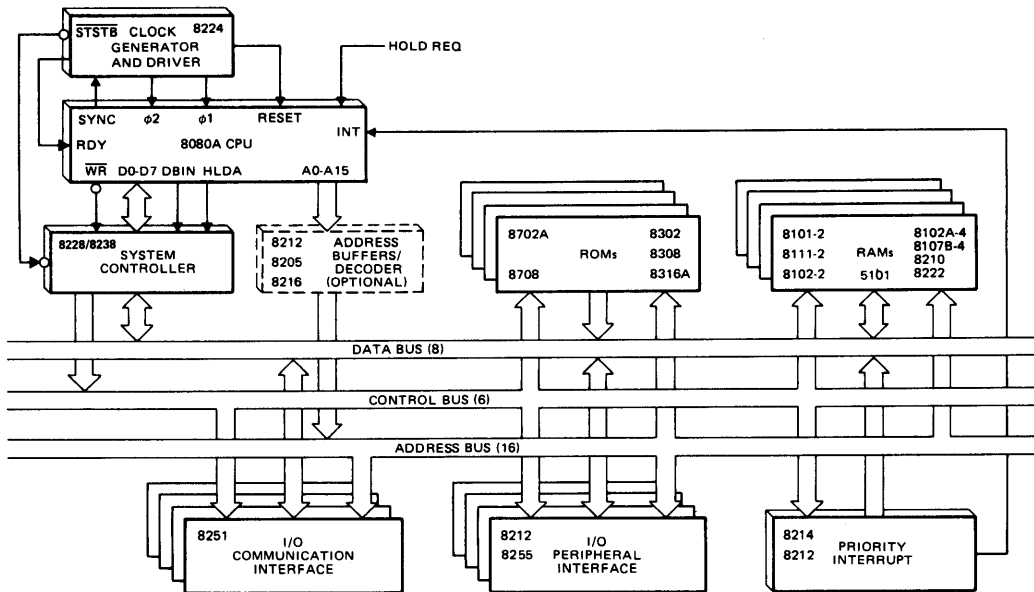 STSTB CLOCK 8224
GENERATOR
AND DRIVER
HOLD REQ
SYNC φ2 φ1 RESET
INT
RDY 8080A CPU
WR D0-D7 DBIN HLDA A0-A15
8228/8238
SYSTEM
CONTROLLER
8212 ADDRESS
8205 BUFFERS/
DECODER
8216 (OPTIONAL)
8702A 8302
ROMs 8308
8708 8316A
8101-2 8102A-4
8107B-4
8111-2 RAMs 8210
8102-2 5101 8222
DATA BUS (8)
CONTROL BUS (6)
ADDRESS BUS (16)
8251 I/O
COMMUNICATION
INTERFACE
8212 I/O
8255 PERIPHERAL
INTERFACE
8214 PRIORITY
8212 INTERRUPT